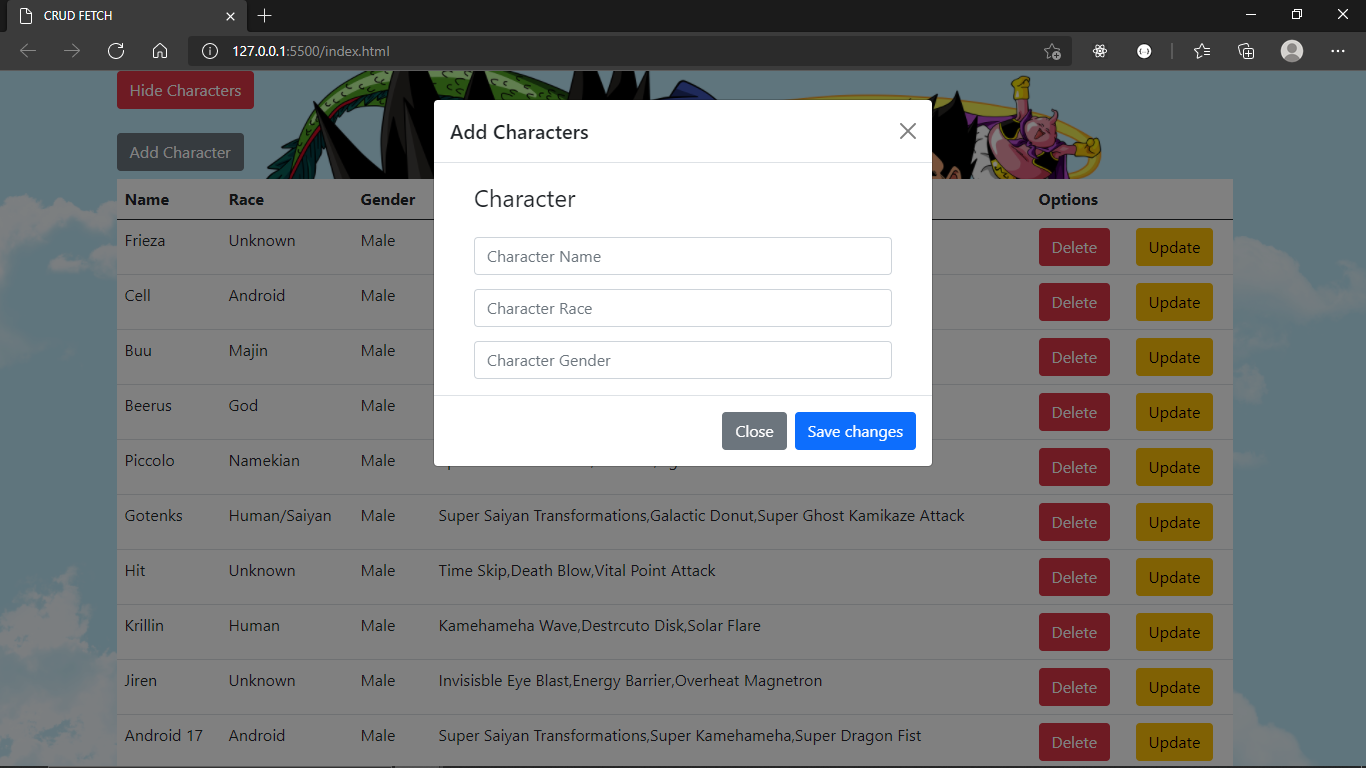 CRUD FETCH
127.0.0.1:5500/index.html
Hide Characters
Add Character
Add Characters
Character
Character Name
Character Race
Character Gender
Close Save changes
Name Race Gender Options
Frieza Unknown Male Delete Update
Cell Android Male Delete Update
Buu Majin Male Delete Update
Beerus God Male Delete Update
Piccolo Namekian Male Delete Update
Gotenks Human/Saiyan Male Super Saiyan Transformations,Galactic Donut,Super Ghost Kamikaze Attack Delete Update
Hit Unknown Male Time Skip,Death Blow,Vital Point Attack Delete Update
Krillin Human Male Kamehameha Wave,Destrcuto Disk,Solar Flare Delete Update
Jiren Unknown Male Invisisble Eye Blast,Energy Barrier,Overheat Magnetron Delete Update
Android 17 Android Male Super Saiyan Transformations,Super Kamehameha,Super Dragon Fist Delete Update